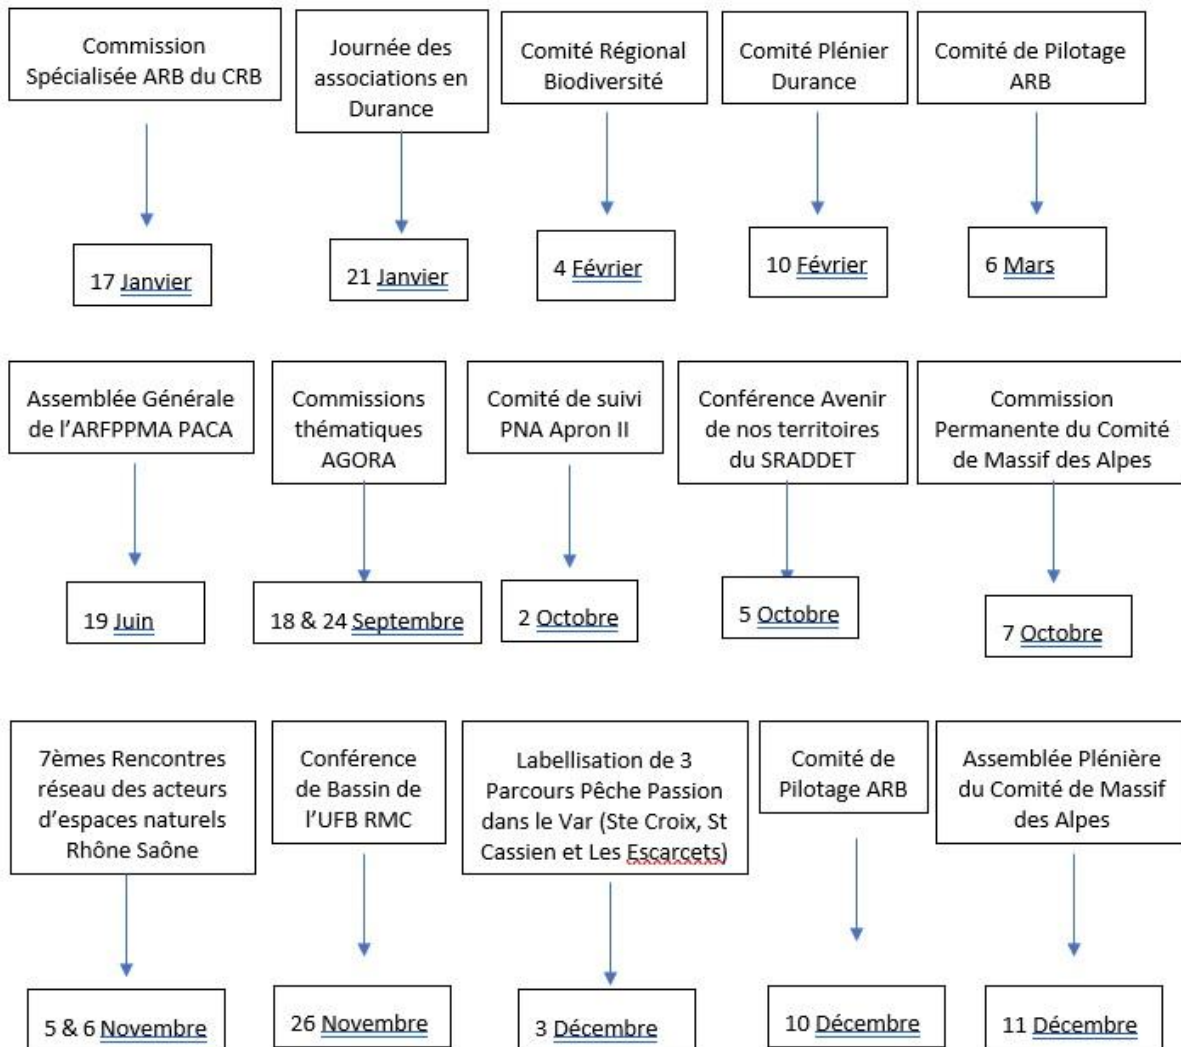 Commission
Spécialisée ARB du CRB
17 Janvier
Journée des
associations en
Durance
21 Janvier
Comité Régional
Biodiversité
4 Février
Comité Plénier
Durance
10 Février
Comité de Pilotage
ARB
6 Mars
Assemblée Générale
de l'ARFPPMA PACA
19 Juin
Commissions
thématiques
AGORA
18 & 24 Septembre
Comité de suivi
PNA Apron II
2 Octobre
Conférence Avenir
de nos territoires
du SRADDET
5 Octobre
Commission
Permanente du Comité
de Massif des Alpes
7 Octobre
7èmes Rencontres
réseau des acteurs
d'espaces naturels
Rhône Saône
5 & 6 Novembre
Conférence
de Bassin de
l'UFB RMC
26 Novembre
Labellisation de 3
Parcours Pêche Passion
dans le Var (Ste Croix, St
Cassien et Les Escarcets)
3 Décembre
Comité de
Pilotage ARB
10 Décembre
Assemblée Plénière
du Comité de Massif
des Alpes
11 Décembre